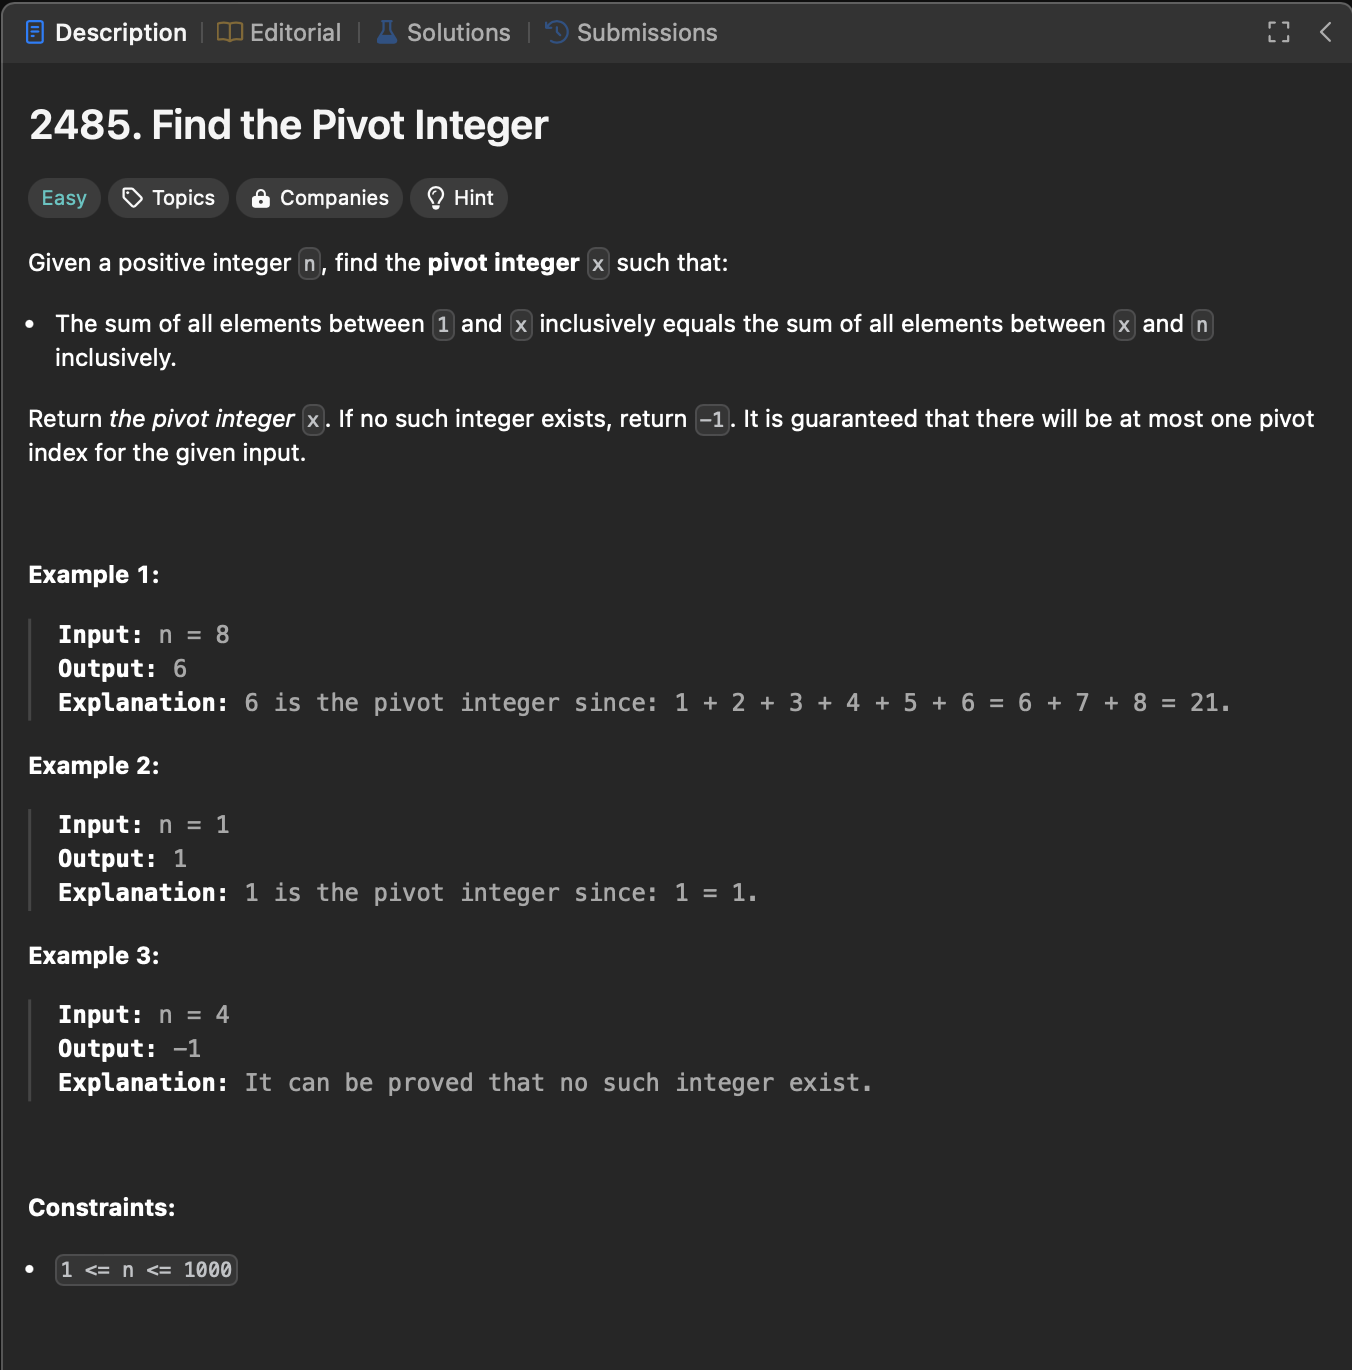 Description | Editorial | Solutions | Submissions
2485. Find the Pivot Integer
Easy Topics Companies Hint
Given a positive integer n, find the pivot integer x such that:
• The sum of all elements between 1 and x inclusively equals the sum of all elements between x and n
inclusively.
Return the pivot integer x. If no such integer exists, return -1. It is guaranteed that there will be at most one pivot
index for the given input.
Example 1:
Input: n = 8
Output: 6
Explanation: 6 is the pivot integer since: 1 + 2 + 3 + 4 + 5 + 6 = 6 + 7 + 8 = 21.
Example 2:
Input: n = 1
Output: 1
Explanation: 1 is the pivot integer since: 1 = 1.
Example 3:
Input: n = 4
Output: -1
Explanation: It can be proved that no such integer exist.
Constraints:
• 1 <= n <= 1000